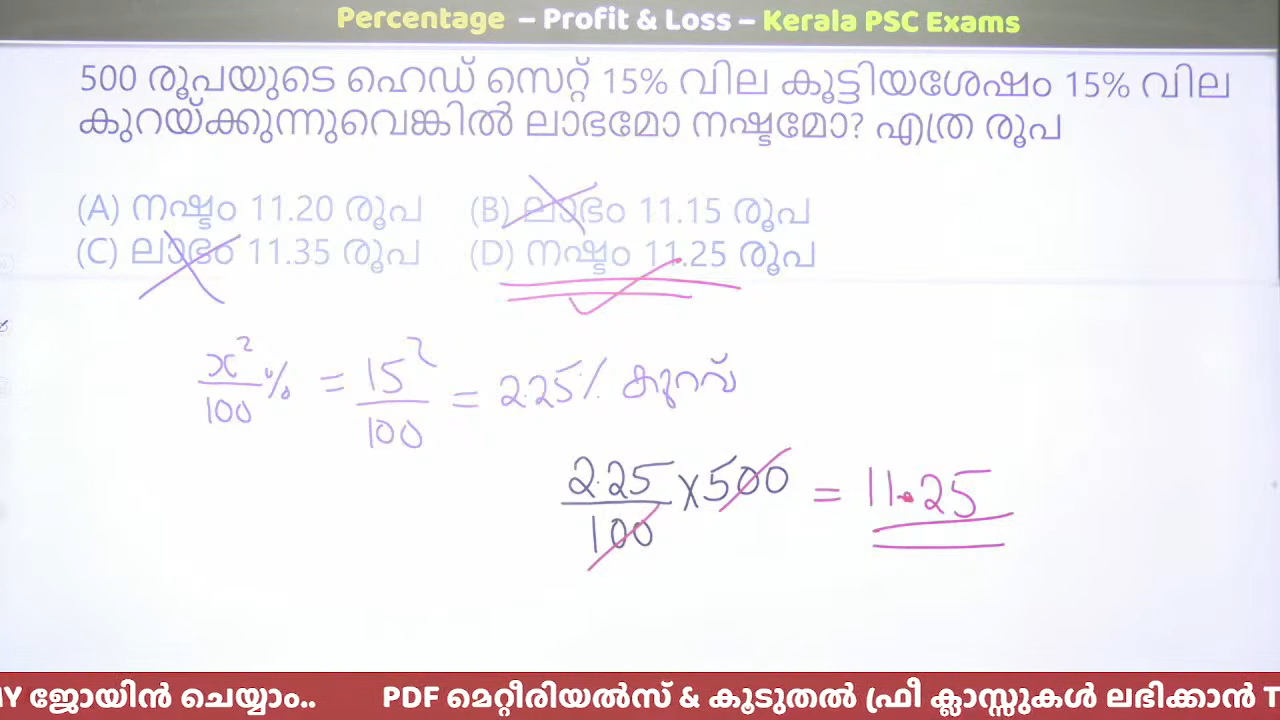 Percentage – Profit & Loss – Kerala PSC Exams
500 രൂപയുടെ ഹെഡ് സെറ്റ് 15% വില കൂട്ടിയശേഷം 15% വില
കുറയ്ക്കുന്നുവെങ്കിൽ ലാഭമോ നഷ്ടമോ? എത്ര രൂപ
(A) നഷ്ടം 11.20 രൂപ (B) ലാഭം 11.15 രൂപ
(C) ലാഭം 11.35 രൂപ (D) നഷ്ടം 11.25 രൂപ
x²/100 % = 15²/100 = 2.25% കുറവ്
2.25/100 × 500 = 11.25
NY ജോയിൻ ചെയ്യാം.. PDF മെറ്റീരിയൽസ് & കൂടുതൽ ഫ്രീ ക്ലാസ്സുകൾ ലഭിക്കാൻ T